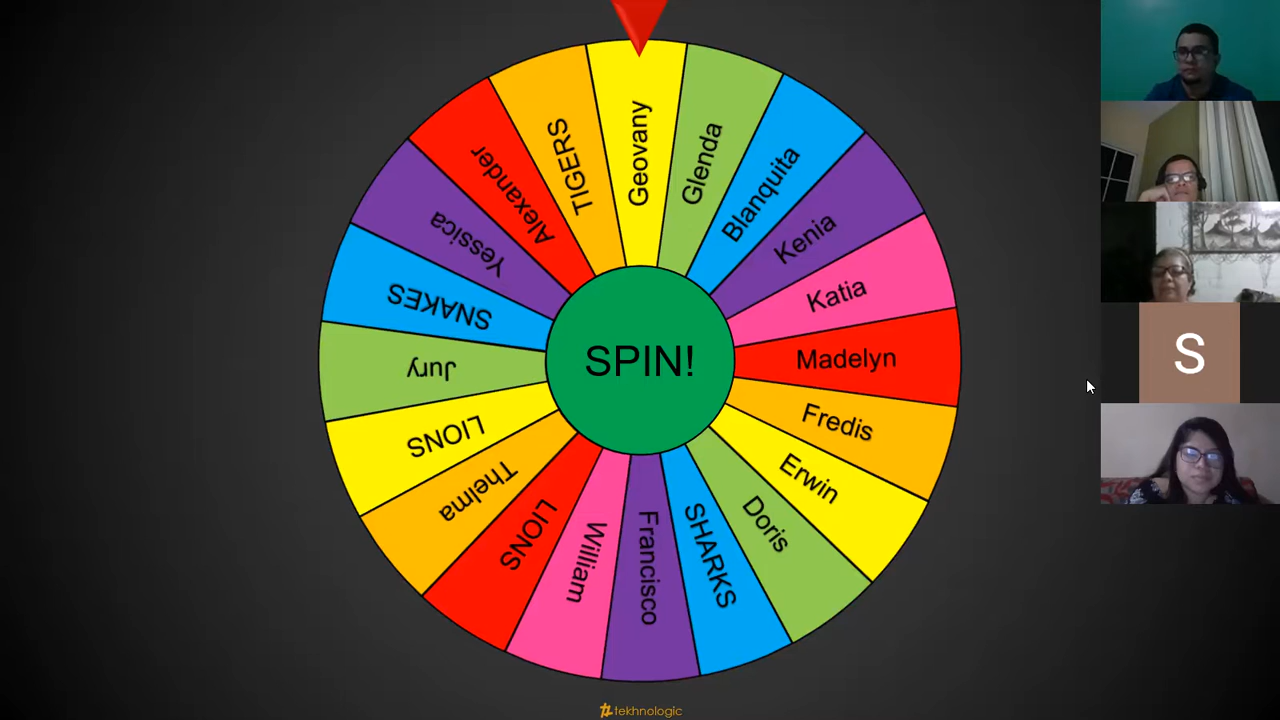 Geovany
Glenda
Blanquita
Kenia
Katia
Madelyn
Fredis
Erwin
Doris
SHARKS
Francisco
William
LIONS
Thelma
LIONS
Jury
SNAKES
Yessica
Alexander
TIGERS
SPIN!
S
tekhnologic